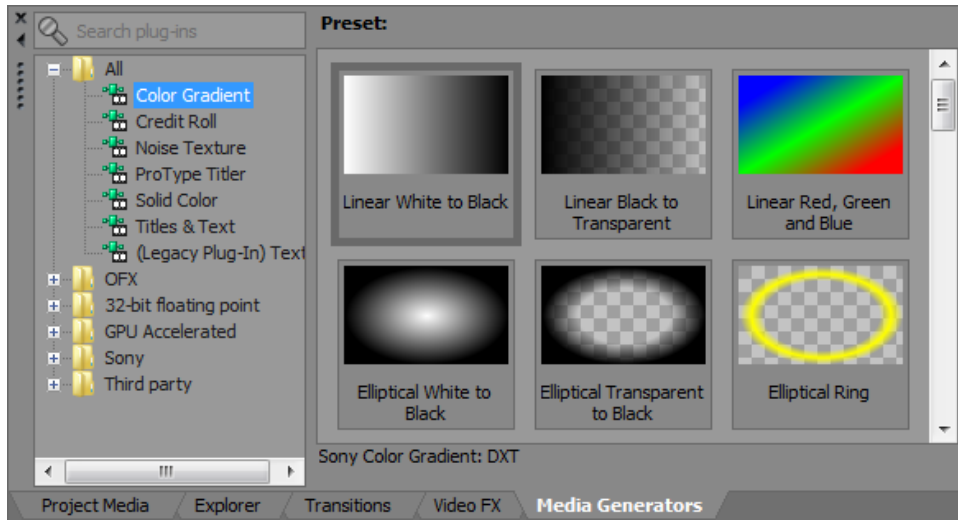 Search plug-ins
All
Color Gradient
Credit Roll
Noise Texture
ProType Titler
Solid Color
Titles & Text
(Legacy Plug-In) Text
OFX
32-bit floating point
GPU Accelerated
Sony
Third party
Preset:
Linear White to Black
Linear Black to
Transparent
Linear Red, Green
and Blue
Elliptical White to
Black
Elliptical Transparent
to Black
Elliptical Ring
Sony Color Gradient: DXT
Project Media
Explorer
Transitions
Video FX
Media Generators